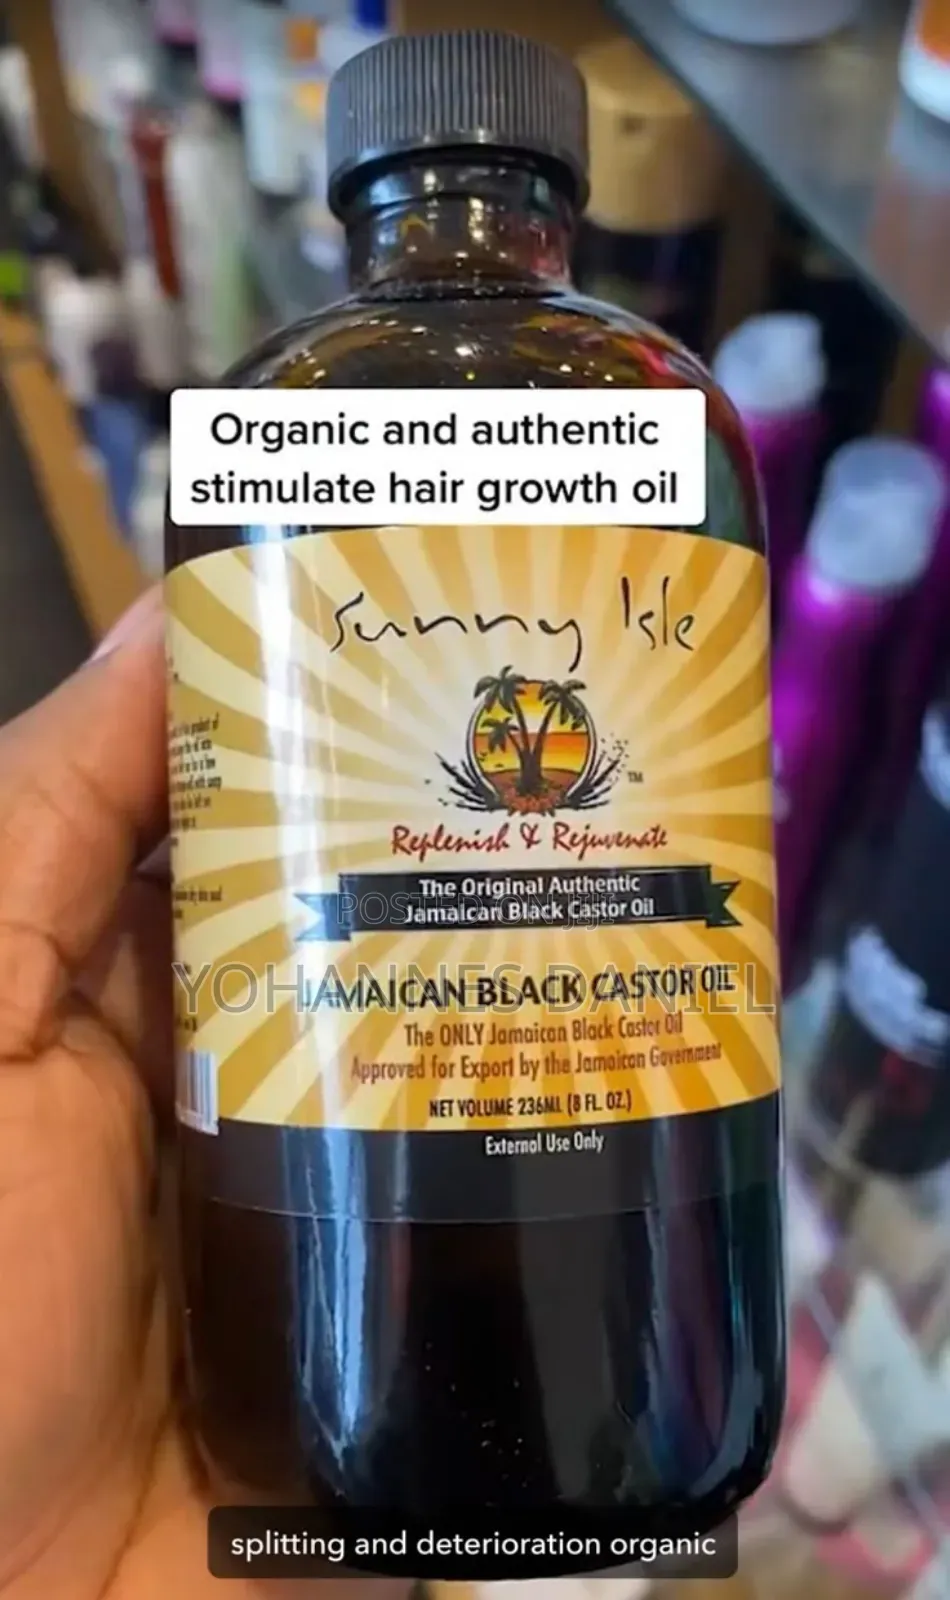 Organic and authentic
stimulate hair growth oil
Sunny Isle
TM
Replenish & Rejuvenate
The Original Authentic
Jamaican Black Castor Oil
POSTED ON JIJI
YOHANNES DANIEL
JAMAICAN BLACK CASTOR OIL
The ONLY Jamaican Black Castor Oil
Approved for Export by the Jamaican Government
NET VOLUME 236ML (8 FL. OZ.)
External Use Only
splitting and deterioration organic